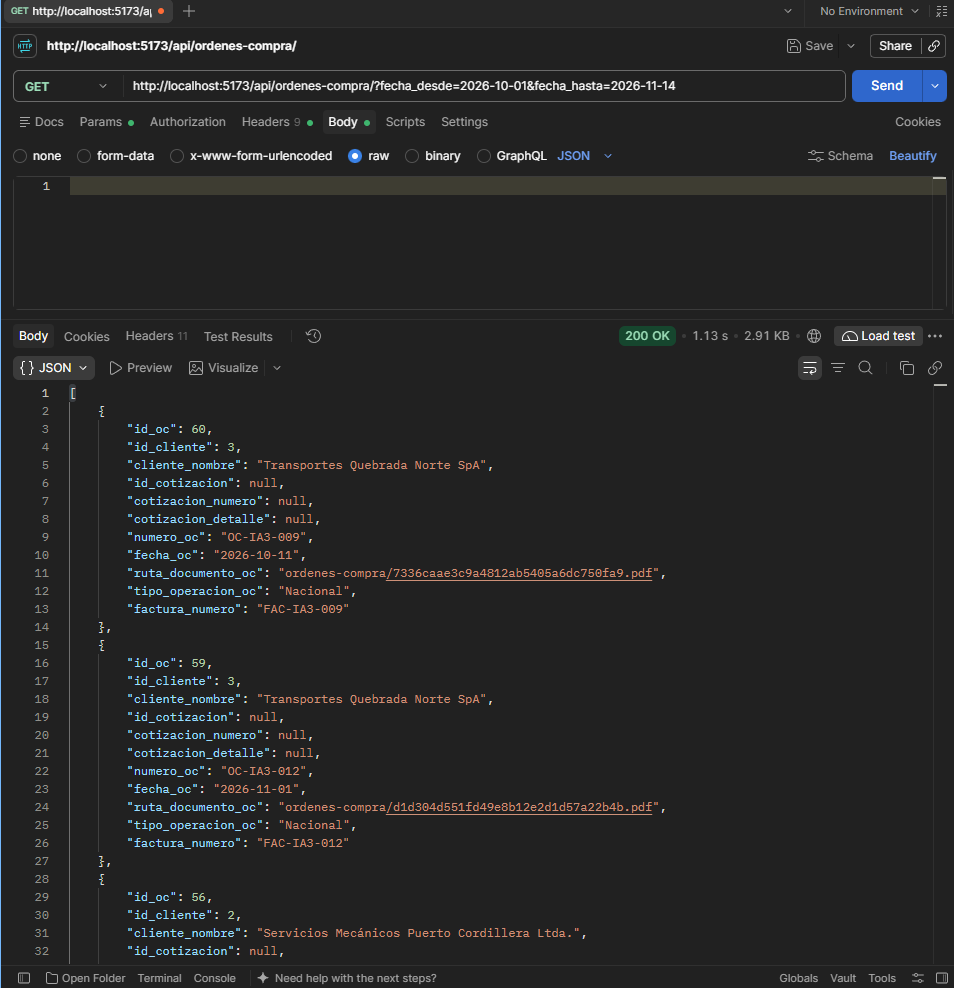 GET http://localhost:5173/a
No Environment
HTTP http://localhost:5173/api/ordenes-compra/
Save Share
GET http://localhost:5173/api/ordenes-compra/?fecha_desde=2026-10-01&fecha_hasta=2026-11-14 Send
Docs Params Authorization Headers 9 Body Scripts Settings Cookies
none form-data x-www-form-urlencoded raw binary GraphQL JSON Schema Beautify
1
Body Cookies Headers 11 Test Results 200 OK • 1.13 s • 2.91 KB Load test
{} JSON Preview Visualize
1 [
2 {
3 "id_oc": 60,
4 "id_cliente": 3,
5 "cliente_nombre": "Transportes Quebrada Norte SpA",
6 "id_cotizacion": null,
7 "cotizacion_numero": null,
8 "cotizacion_detalle": null,
9 "numero_oc": "OC-IA3-009",
10 "fecha_oc": "2026-10-11",
11 "ruta_documento_oc": "ordenes-compra/7336caae3c9a4812ab5405a6dc750fa9.pdf",
12 "tipo_operacion_oc": "Nacional",
13 "factura_numero": "FAC-IA3-009"
14 },
15 {
16 "id_oc": 59,
17 "id_cliente": 3,
18 "cliente_nombre": "Transportes Quebrada Norte SpA",
19 "id_cotizacion": null,
20 "cotizacion_numero": null,
21 "cotizacion_detalle": null,
22 "numero_oc": "OC-IA3-012",
23 "fecha_oc": "2026-11-01",
24 "ruta_documento_oc": "ordenes-compra/d1d304d551fd49e8b12e2d1d57a22b4b.pdf",
25 "tipo_operacion_oc": "Nacional",
26 "factura_numero": "FAC-IA3-012"
27 },
28 {
29 "id_oc": 56,
30 "id_cliente": 2,
31 "cliente_nombre": "Servicios Mecánicos Puerto Cordillera Ltda.",
32 "id_cotizacion": null,
Open Folder Terminal Console Need help with the next steps? Globals Vault Tools